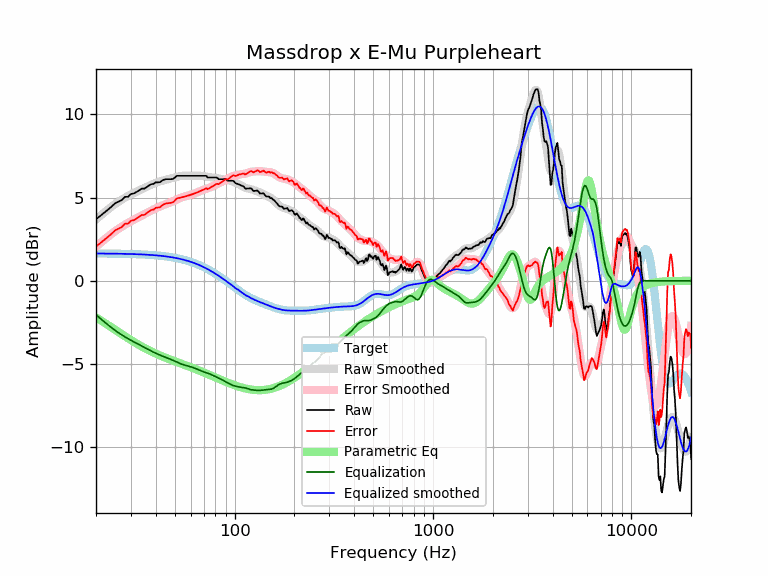 Massdrop x E-Mu Purpleheart
Amplitude (dBr)
10
5
0
−5
−10
Target
Raw Smoothed
Error Smoothed
Raw
Error
Parametric Eq
Equalization
Equalized smoothed
100
1000
10000
Frequency (Hz)